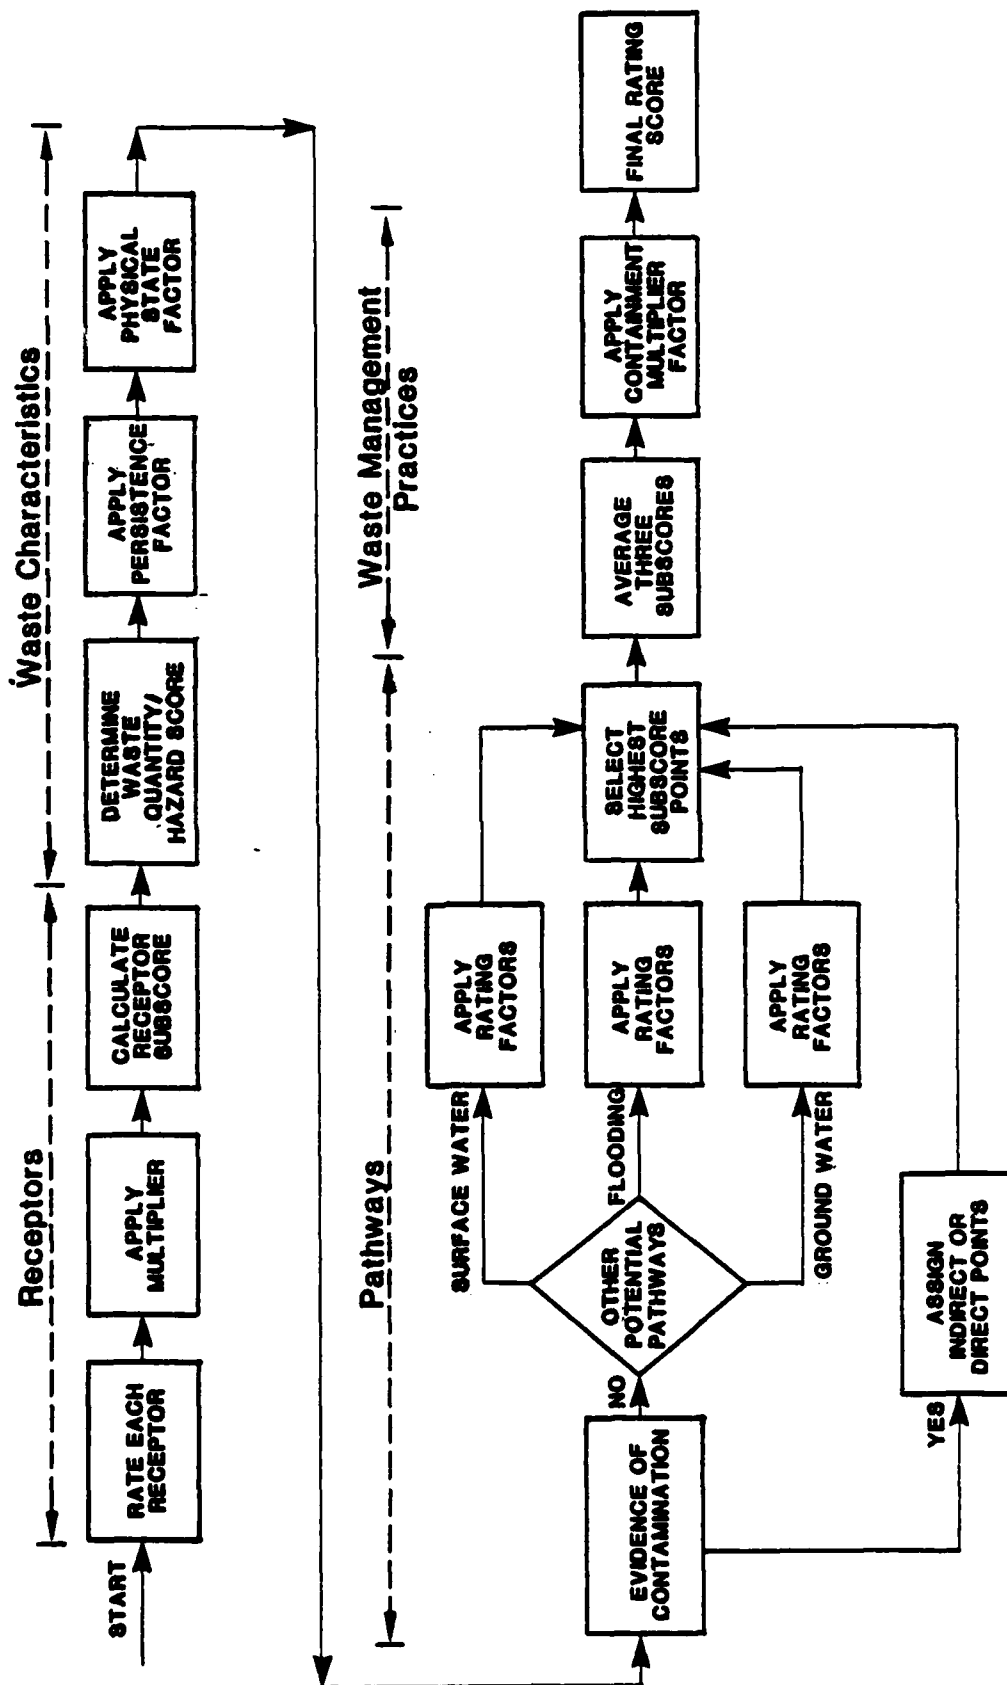 Receptors
Waste Characteristics
START
RATE EACH
RECEPTOR
APPLY
MULTIPLIER
CALCULATE
RECEPTOR
SUBSCORE
DETERMINE
WASTE
QUANTITY/
HAZARD SCORE
APPLY
PERSISTENCE
FACTOR
APPLY
PHYSICAL
STATE
FACTOR
Pathways
Waste Management
Practices
EVIDENCE OF
CONTAMINATION
NO
YES
OTHER
POTENTIAL
PATHWAYS
SURFACE WATER
FLOODING
GROUND WATER
APPLY
RATING
FACTORS
APPLY
RATING
FACTORS
APPLY
RATING
FACTORS
ASSIGN
INDIRECT OR
DIRECT POINTS
SELECT
HIGHEST
SUBSCORE
POINTS
AVERAGE
THREE
SUBSCORES
APPLY
CONTAINMENT
MULTIPLIER
FACTOR
FINAL RATING
SCORE